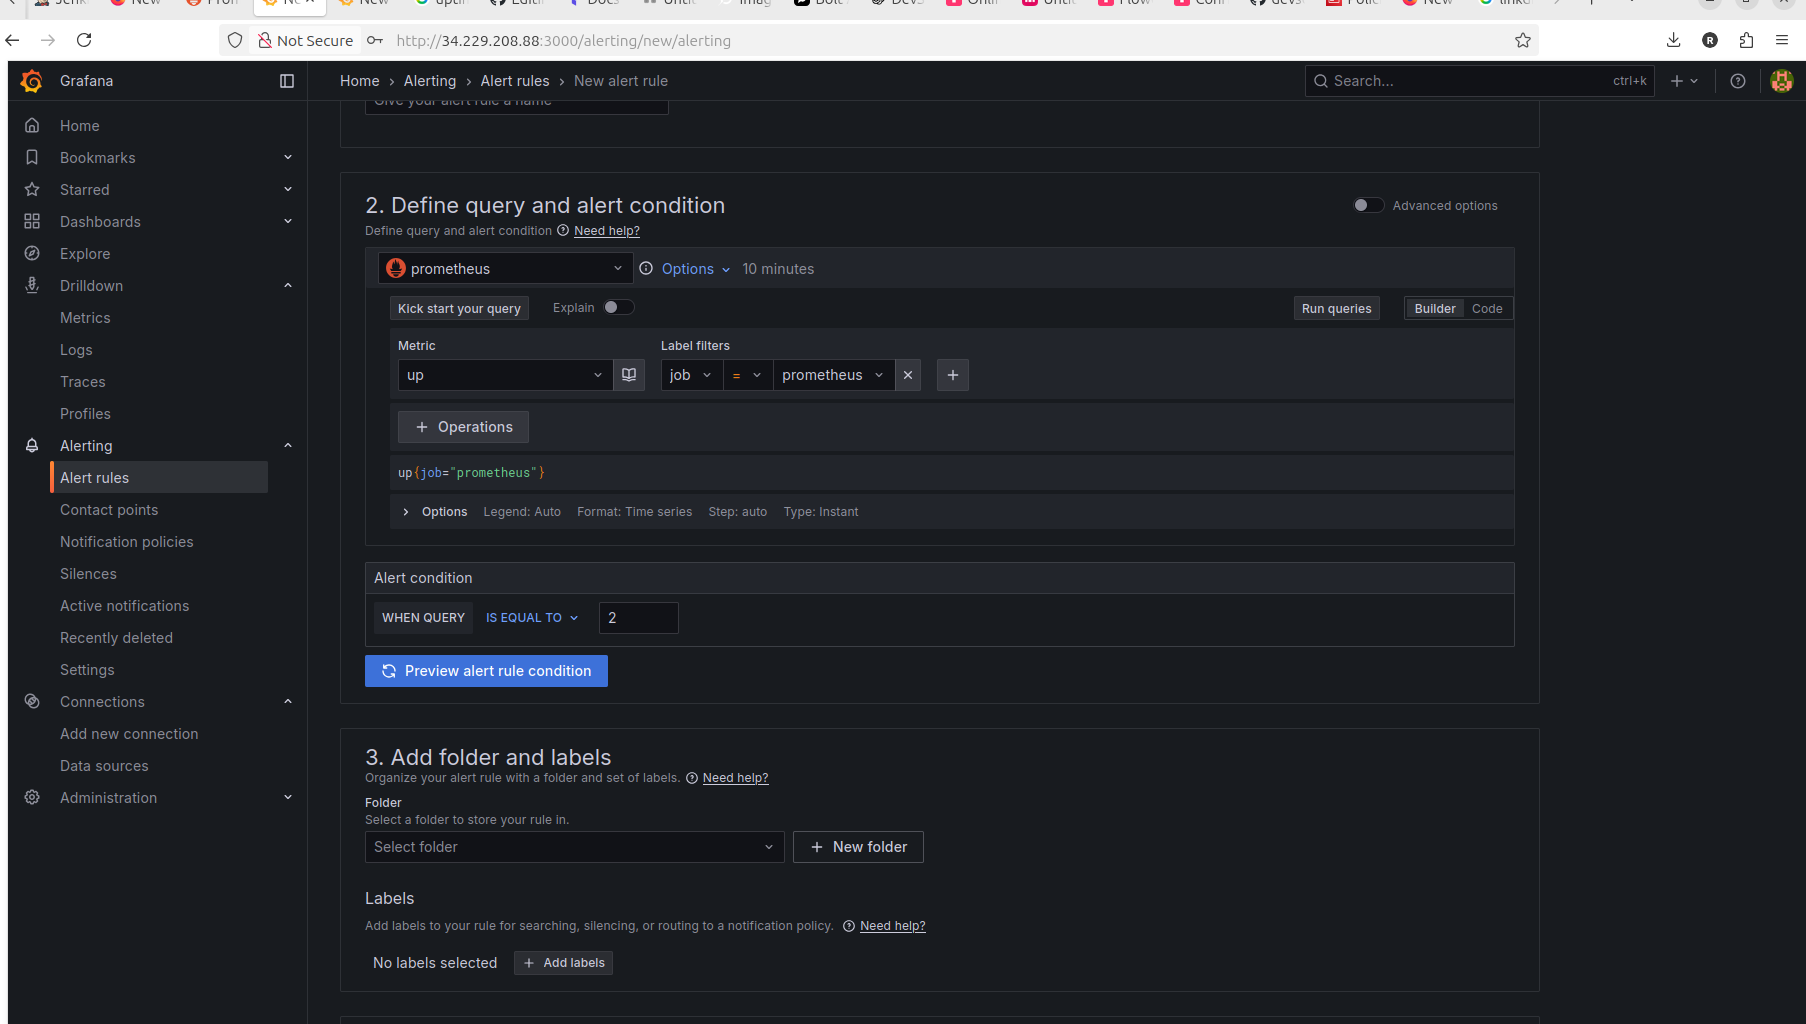 Not Secure
http://34.229.208.88:3000/alerting/new/alerting
Grafana
Home › Alerting › Alert rules › New alert rule
Search...
ctrl+k
Home
Bookmarks
Starred
Dashboards
Explore
Drilldown
Metrics
Logs
Traces
Profiles
Alerting
Alert rules
Contact points
Notification policies
Silences
Active notifications
Recently deleted
Settings
Connections
Add new connection
Data sources
Administration
Give your alert rule a name
2. Define query and alert condition
Advanced options
Define query and alert condition Need help?
prometheus
Options 10 minutes
Kick start your query
Explain
Run queries
Builder Code
Metric
Label filters
up
job = prometheus
+ Operations
up{job="prometheus"}
Options Legend: Auto Format: Time series Step: auto Type: Instant
Alert condition
WHEN QUERY IS EQUAL TO 2
Preview alert rule condition
3. Add folder and labels
Organize your alert rule with a folder and set of labels. Need help?
Folder
Select a folder to store your rule in.
Select folder
+ New folder
Labels
Add labels to your rule for searching, silencing, or routing to a notification policy. Need help?
No labels selected
+ Add labels